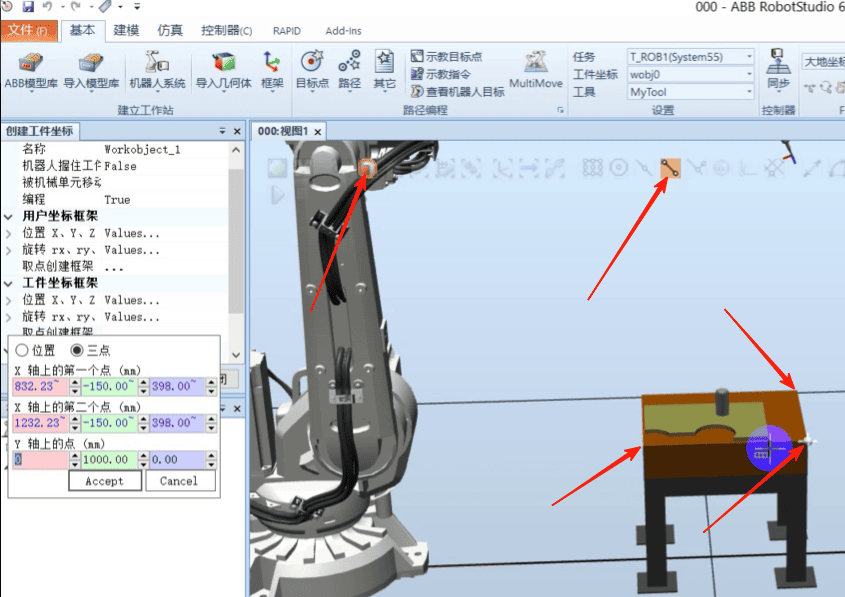 000 - ABB RobotStudio 6
文件(F) 基本 建模 仿真 控制器(C) RAPID Add-Ins
ABB模型库 导入模型库 机器人系统 导入几何体 框架 目标点 路径 其它
示教目标点
示教指令
查看机器人目标
MultiMove
任务 T_ROB1(System55)
工件坐标 wobj0
工具 MyTool
同步
大地坐标
建立工作站 路径编程 设置 控制器
创建工件坐标
000:视图1
名称 Workobject_1
机器人握住工件 False
被机械单元移动
编程 True
用户坐标框架
位置 X、Y、Z Values...
旋转 rx、ry、 Values...
取点创建框架 ...
工件坐标框架
位置 X、Y、Z Values...
旋转 rx、ry、 Values...
取点创建框架
位置 三点
X 轴上的第一个点 (mm)
832.23~ -150.00~ 398.00~
X 轴上的第二个点 (mm)
1232.23~ -150.00~ 398.00~
Y 轴上的点 (mm)
0 1000.00 0.00
Accept Cancel